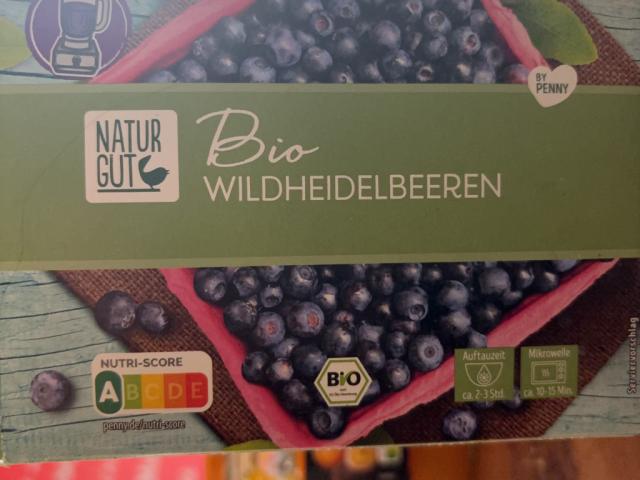 BY
PENNY
NATUR
GUT
Bio
WILDHEIDELBEEREN
NUTRI-SCORE
A B C D E
penny.de/nutri-score
BIO
Auftauzeit
ca. 2-3 Std.
Mikrowelle
ca. 10-15 Min.
Serviervorschlag